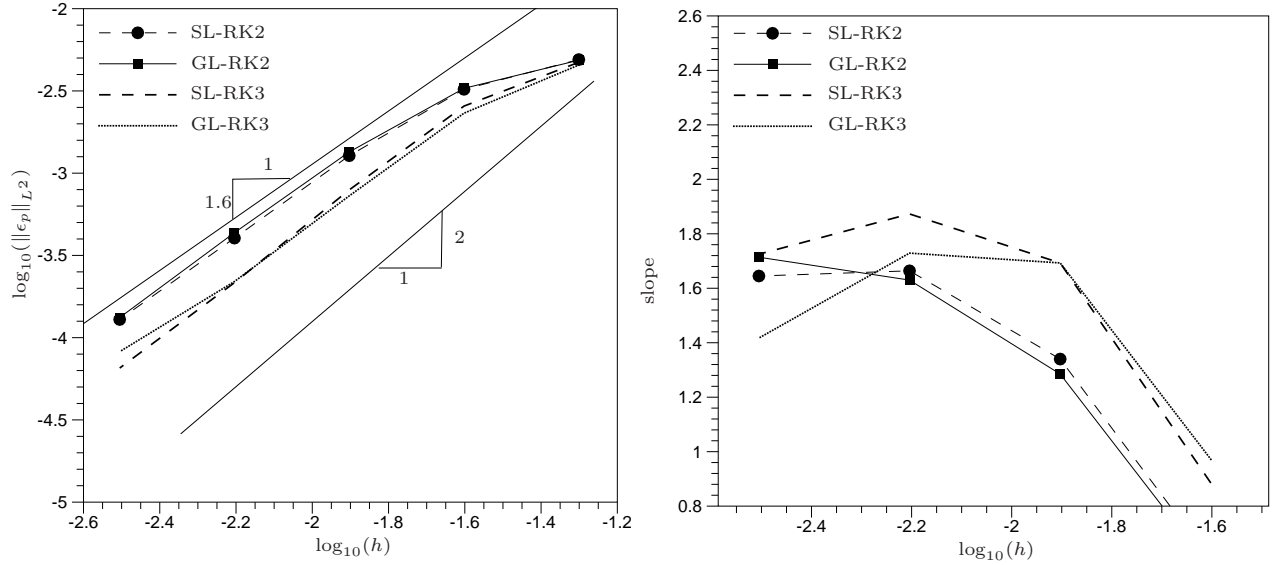 -2
SL-RK2
GL-RK2
-2.5
SL-RK3
GL-RK3
-3
1
1.6
-3.5
2
1
-4
-4.5
-5
-2.6 -2.4 -2.2 -2 -1.8 -1.6 -1.4 -1.2
log₁₀(h)
log₁₀(||ϵₚ||_L²)
2.6
SL-RK2
2.4
GL-RK2
SL-RK3
2.2
GL-RK3
2
1.8
1.6
1.4
1.2
1
0.8
-2.4 -2.2 -2 -1.8 -1.6
log₁₀(h)
slope